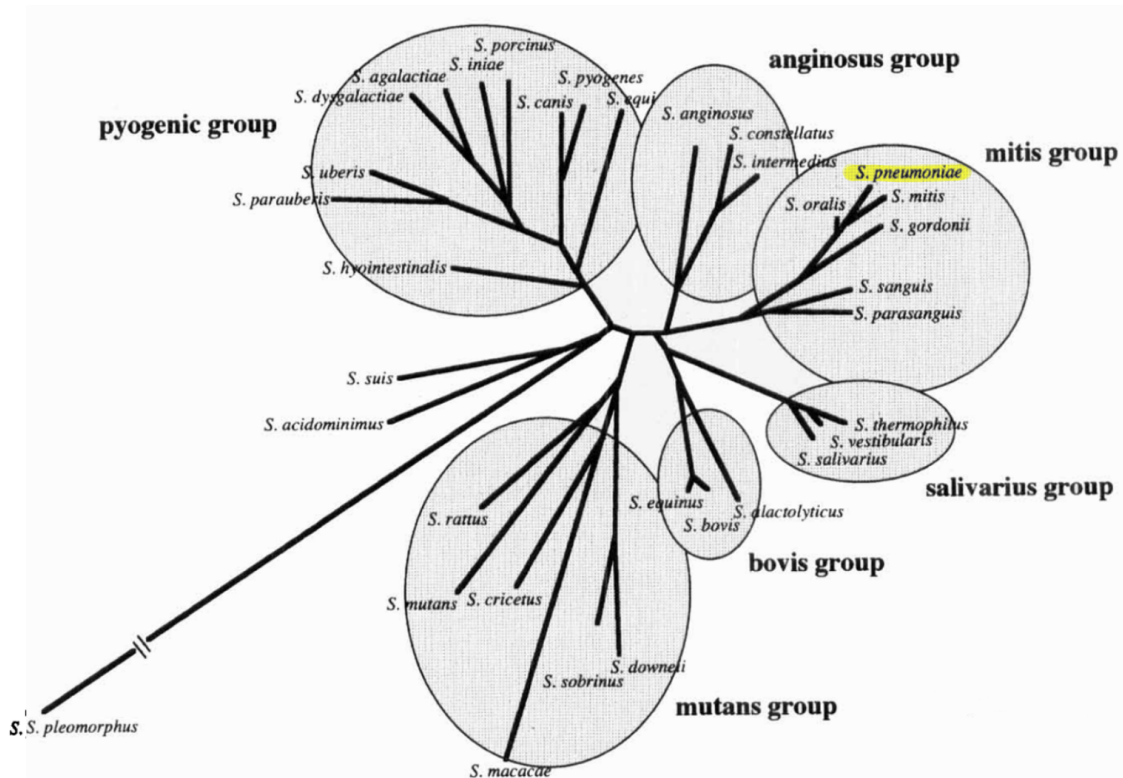 S. porcinus
anginosus group
S. iniae
S. agalactiae
S. pyogenes
S. dysgalactiae
S. canis
S. equi
S. anginosus
pyogenic group
S. constellatus
mitis group
S. intermedius
S. pneumoniae
S. uberis
S. mitis
S. parauberis
S. oralis
S. gordonii
S. hyointestinalis
S. sanguis
S. parasanguis
S. suis
S. acidominimus
S. thermophilus
S. vestibularis
S. salivarius
salivarius group
S. equinus
S. alactolyticus
S. rattus
S. bovis
bovis group
S. mutans
S. cricetus
S. downeii
S. sobrinus
mutans group
S. S. pleomorphus
S. macacae